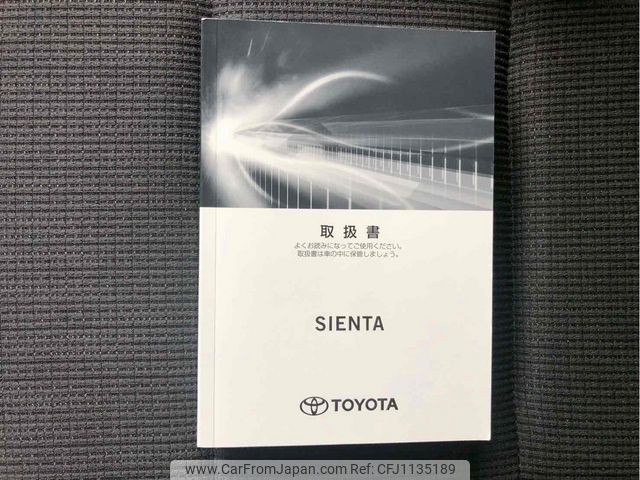 取扱書
よくお読みになってご使用ください。
取扱書は車の中に保管しましょう。
SIENTA
TOYOTA
www.CarFromJapan.com CFJ1135189